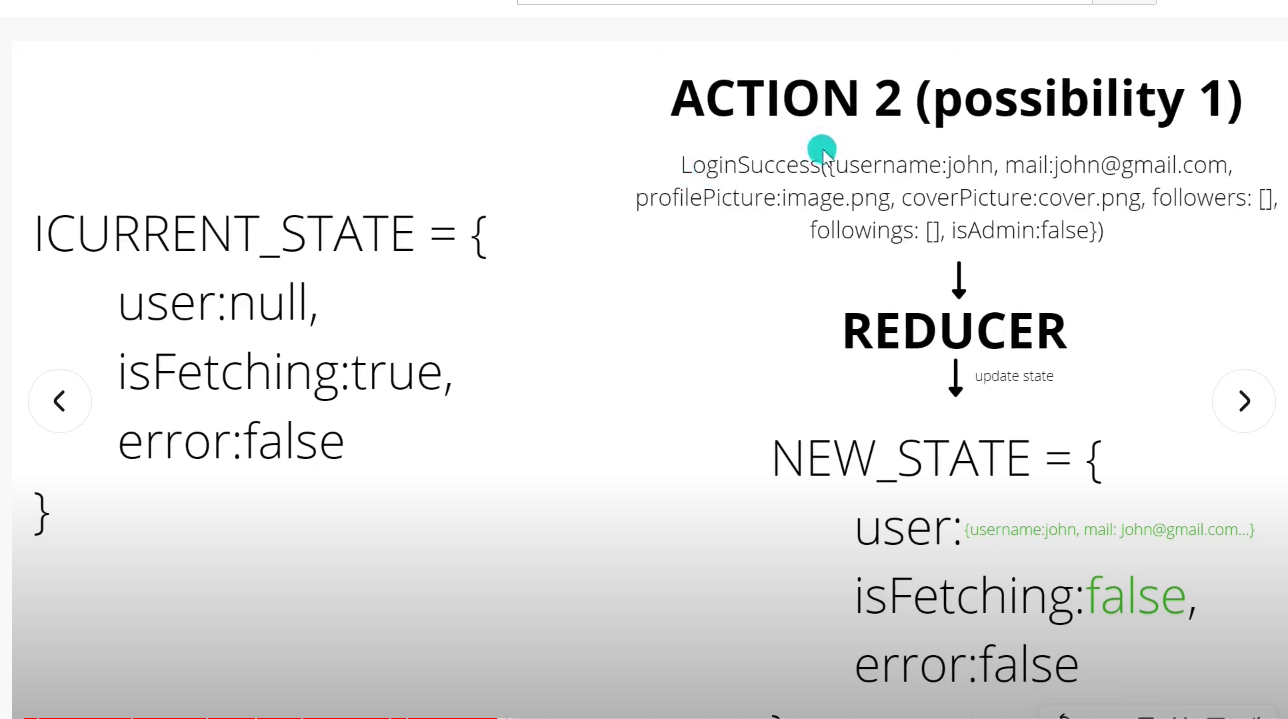 ACTION 2 (possibility 1)
LoginSuccess({username:john, mail:john@gmail.com,
profilePicture:image.png, coverPicture:cover.png, followers: [],
followings: [], isAdmin:false})
ICURRENT_STATE = {
user:null,
isFetching:true,
error:false
}
REDUCER
update state
NEW_STATE = {
user:{username:john, mail: John@gmail.com...}
isFetching:false,
error:false
}